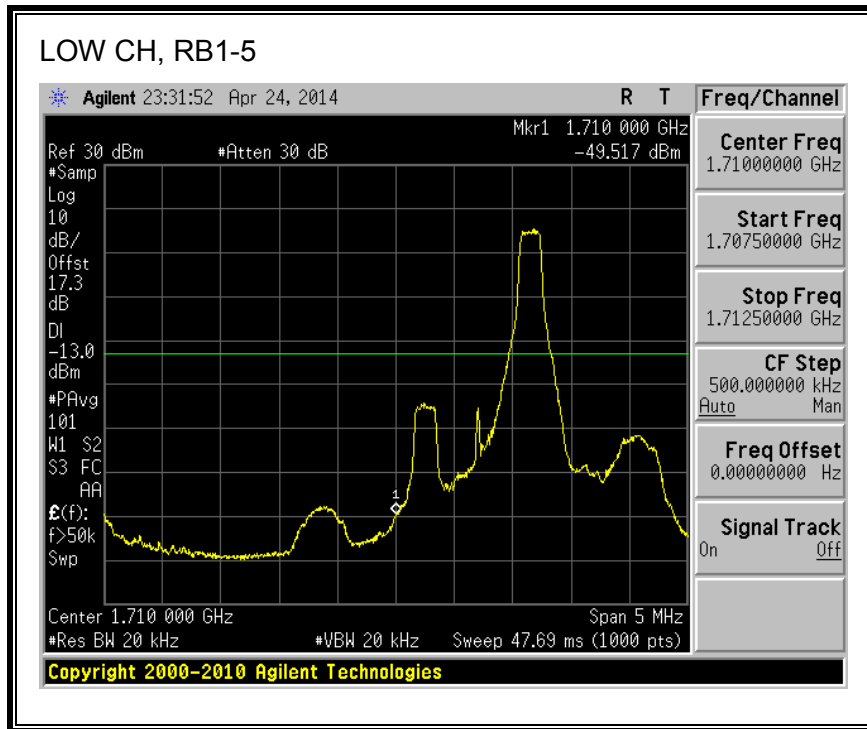 LOW CH, RB1-5
Agilent 23:31:52 Apr 24, 2014 R T
Mkr1 1.710 000 GHz
Ref 30 dBm #Atten 30 dB -49.517 dBm
#Samp
Log
10
dB/
Offst
17.3
dB
DI
-13.0
dBm
#PAvg
101
W1 S2
S3 FC
AA
£(f):
f>50k
Swp
1
Center 1.710 000 GHz Span 5 MHz
#Res BW 20 kHz #VBW 20 kHz Sweep 47.69 ms (1000 pts)
Copyright 2000-2010 Agilent Technologies
Freq/Channel
Center Freq
1.71000000 GHz
Start Freq
1.70750000 GHz
Stop Freq
1.71250000 GHz
CF Step
500.000000 kHz
Auto Man
Freq Offset
0.00000000 Hz
Signal Track
On Off